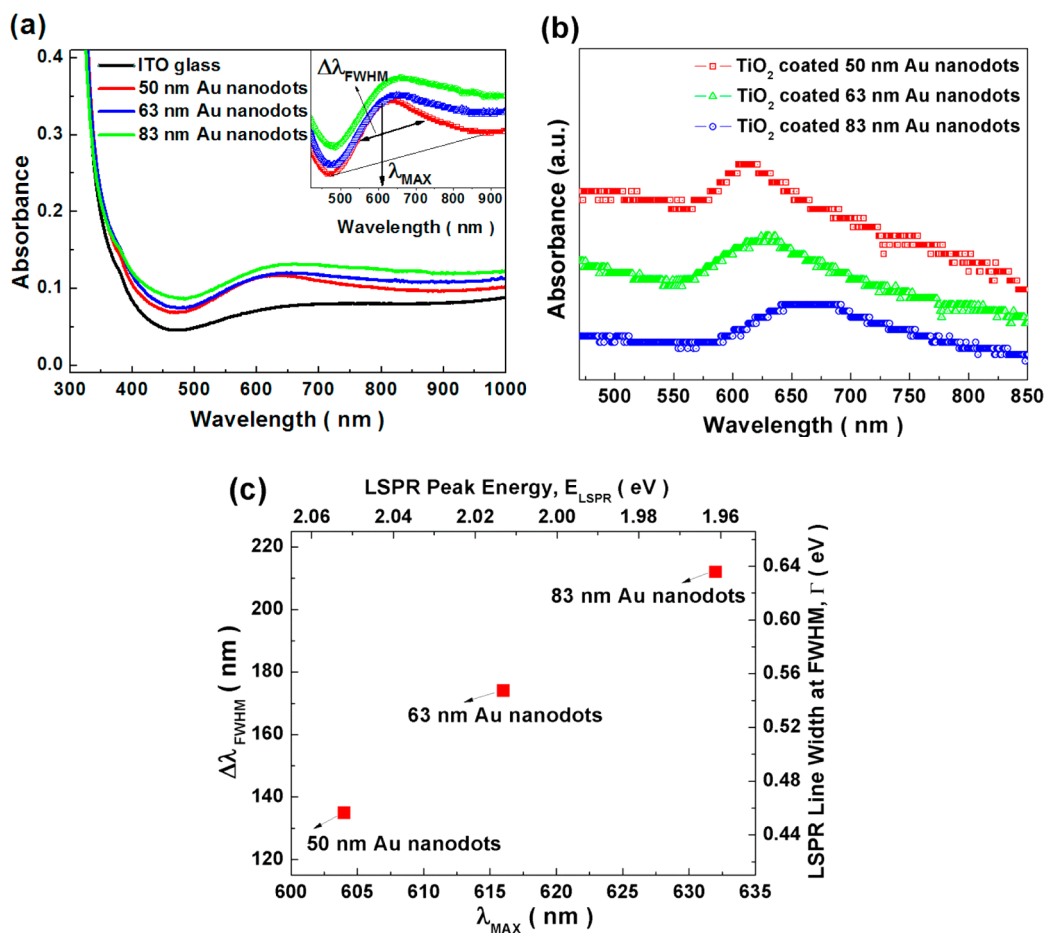 (a)
0.4
0.3
0.2
0.1
0.0
Absorbance
300 400 500 600 700 800 900 1000
Wavelength ( nm )
ITO glass
50 nm Au nanodots
63 nm Au nanodots
83 nm Au nanodots
Δλ_FWHM
λ_MAX
500 600 700 800 900
Wavelength ( nm )
(b)
Absorbance (a.u.)
TiO₂ coated 50 nm Au nanodots
TiO₂ coated 63 nm Au nanodots
TiO₂ coated 83 nm Au nanodots
500 550 600 650 700 750 800 850
Wavelength ( nm )
(c)
LSPR Peak Energy, E_LSPR ( eV )
2.06 2.04 2.02 2.00 1.98 1.96
220
200
180
160
140
120
Δλ_FWHM ( nm )
83 nm Au nanodots
63 nm Au nanodots
50 nm Au nanodots
0.64
0.60
0.56
0.52
0.48
0.44
LSPR Line Width at FWHM, Γ ( eV )
600 605 610 615 620 625 630 635
λ_MAX ( nm )